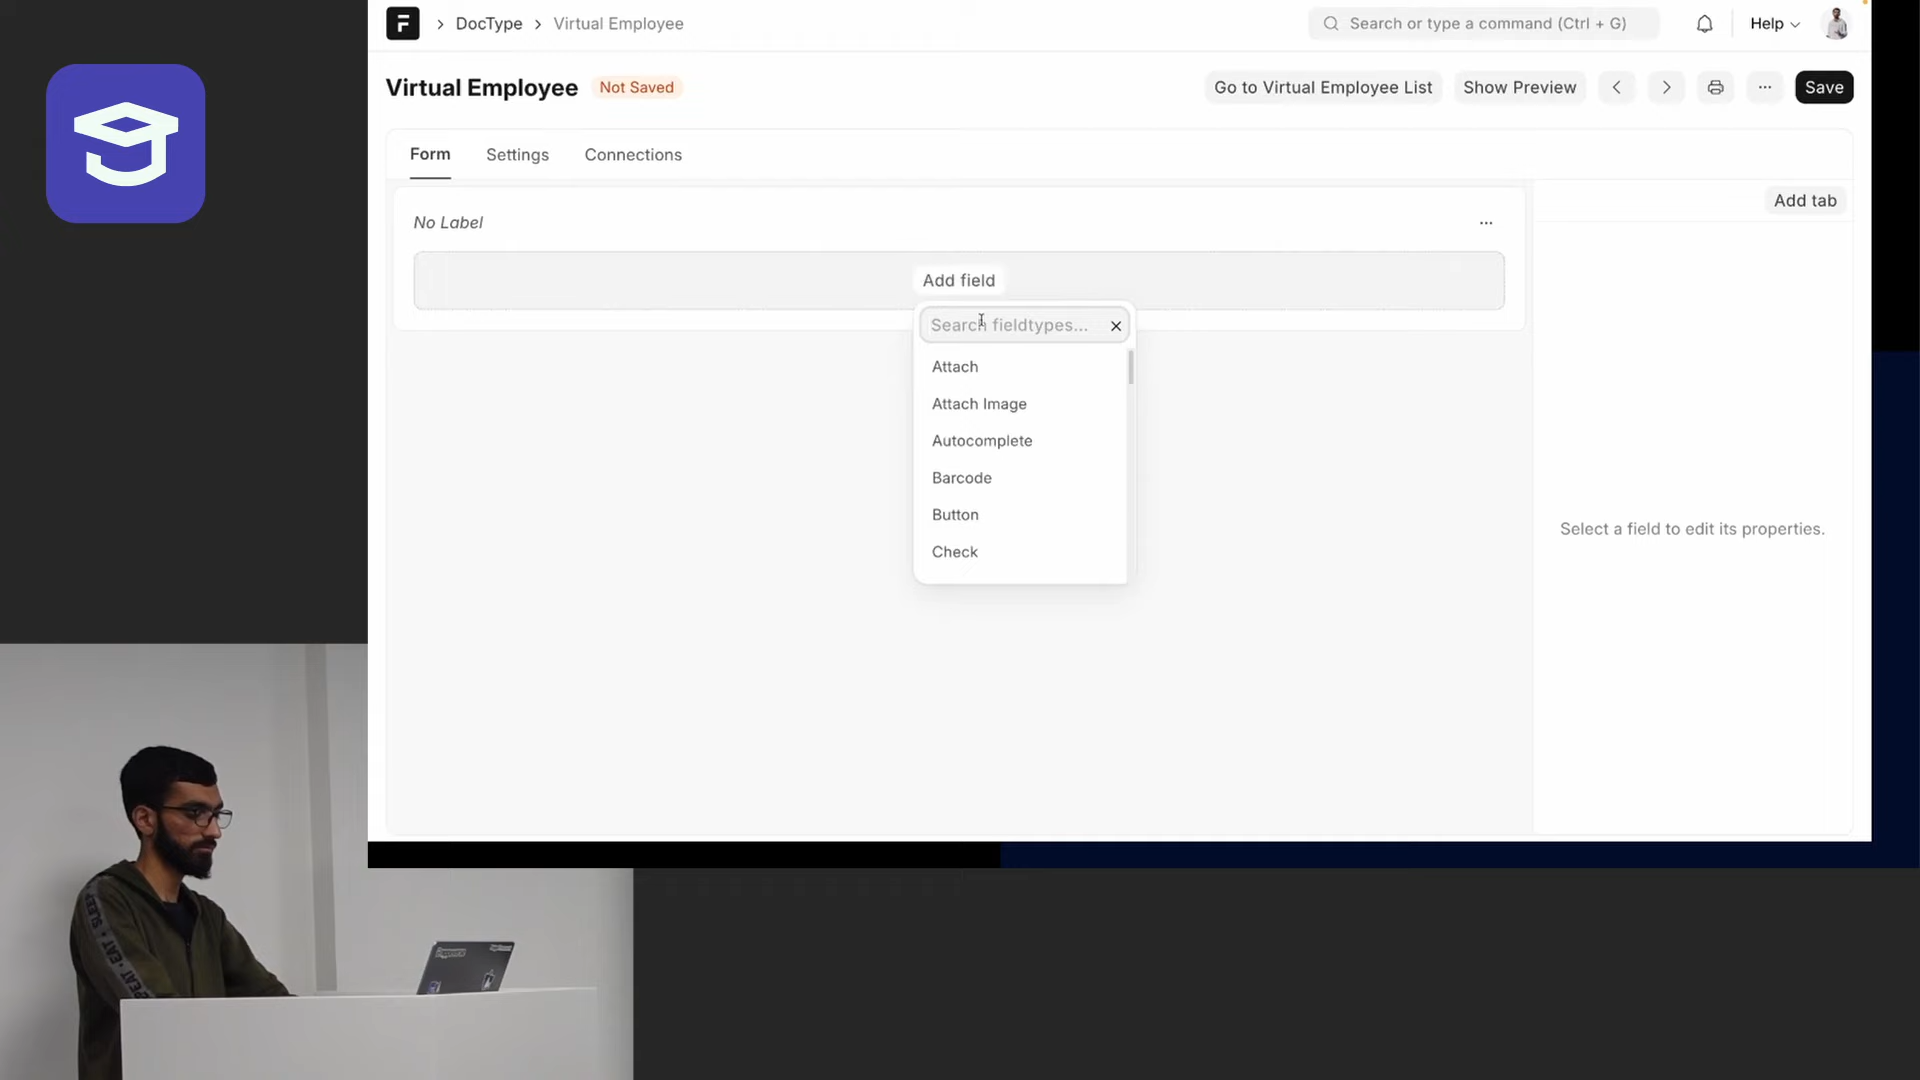 DocType
Virtual Employee
Search or type a command (Ctrl + G)
Help
Virtual Employee
Not Saved
Go to Virtual Employee List
Show Preview
...
Save
Form
Settings
Connections
Add tab
No Label
...
Add field
Search fieldtypes...
Attach
Attach Image
Autocomplete
Barcode
Button
Check
Select a field to edit its properties.
SLEEP • EAT •